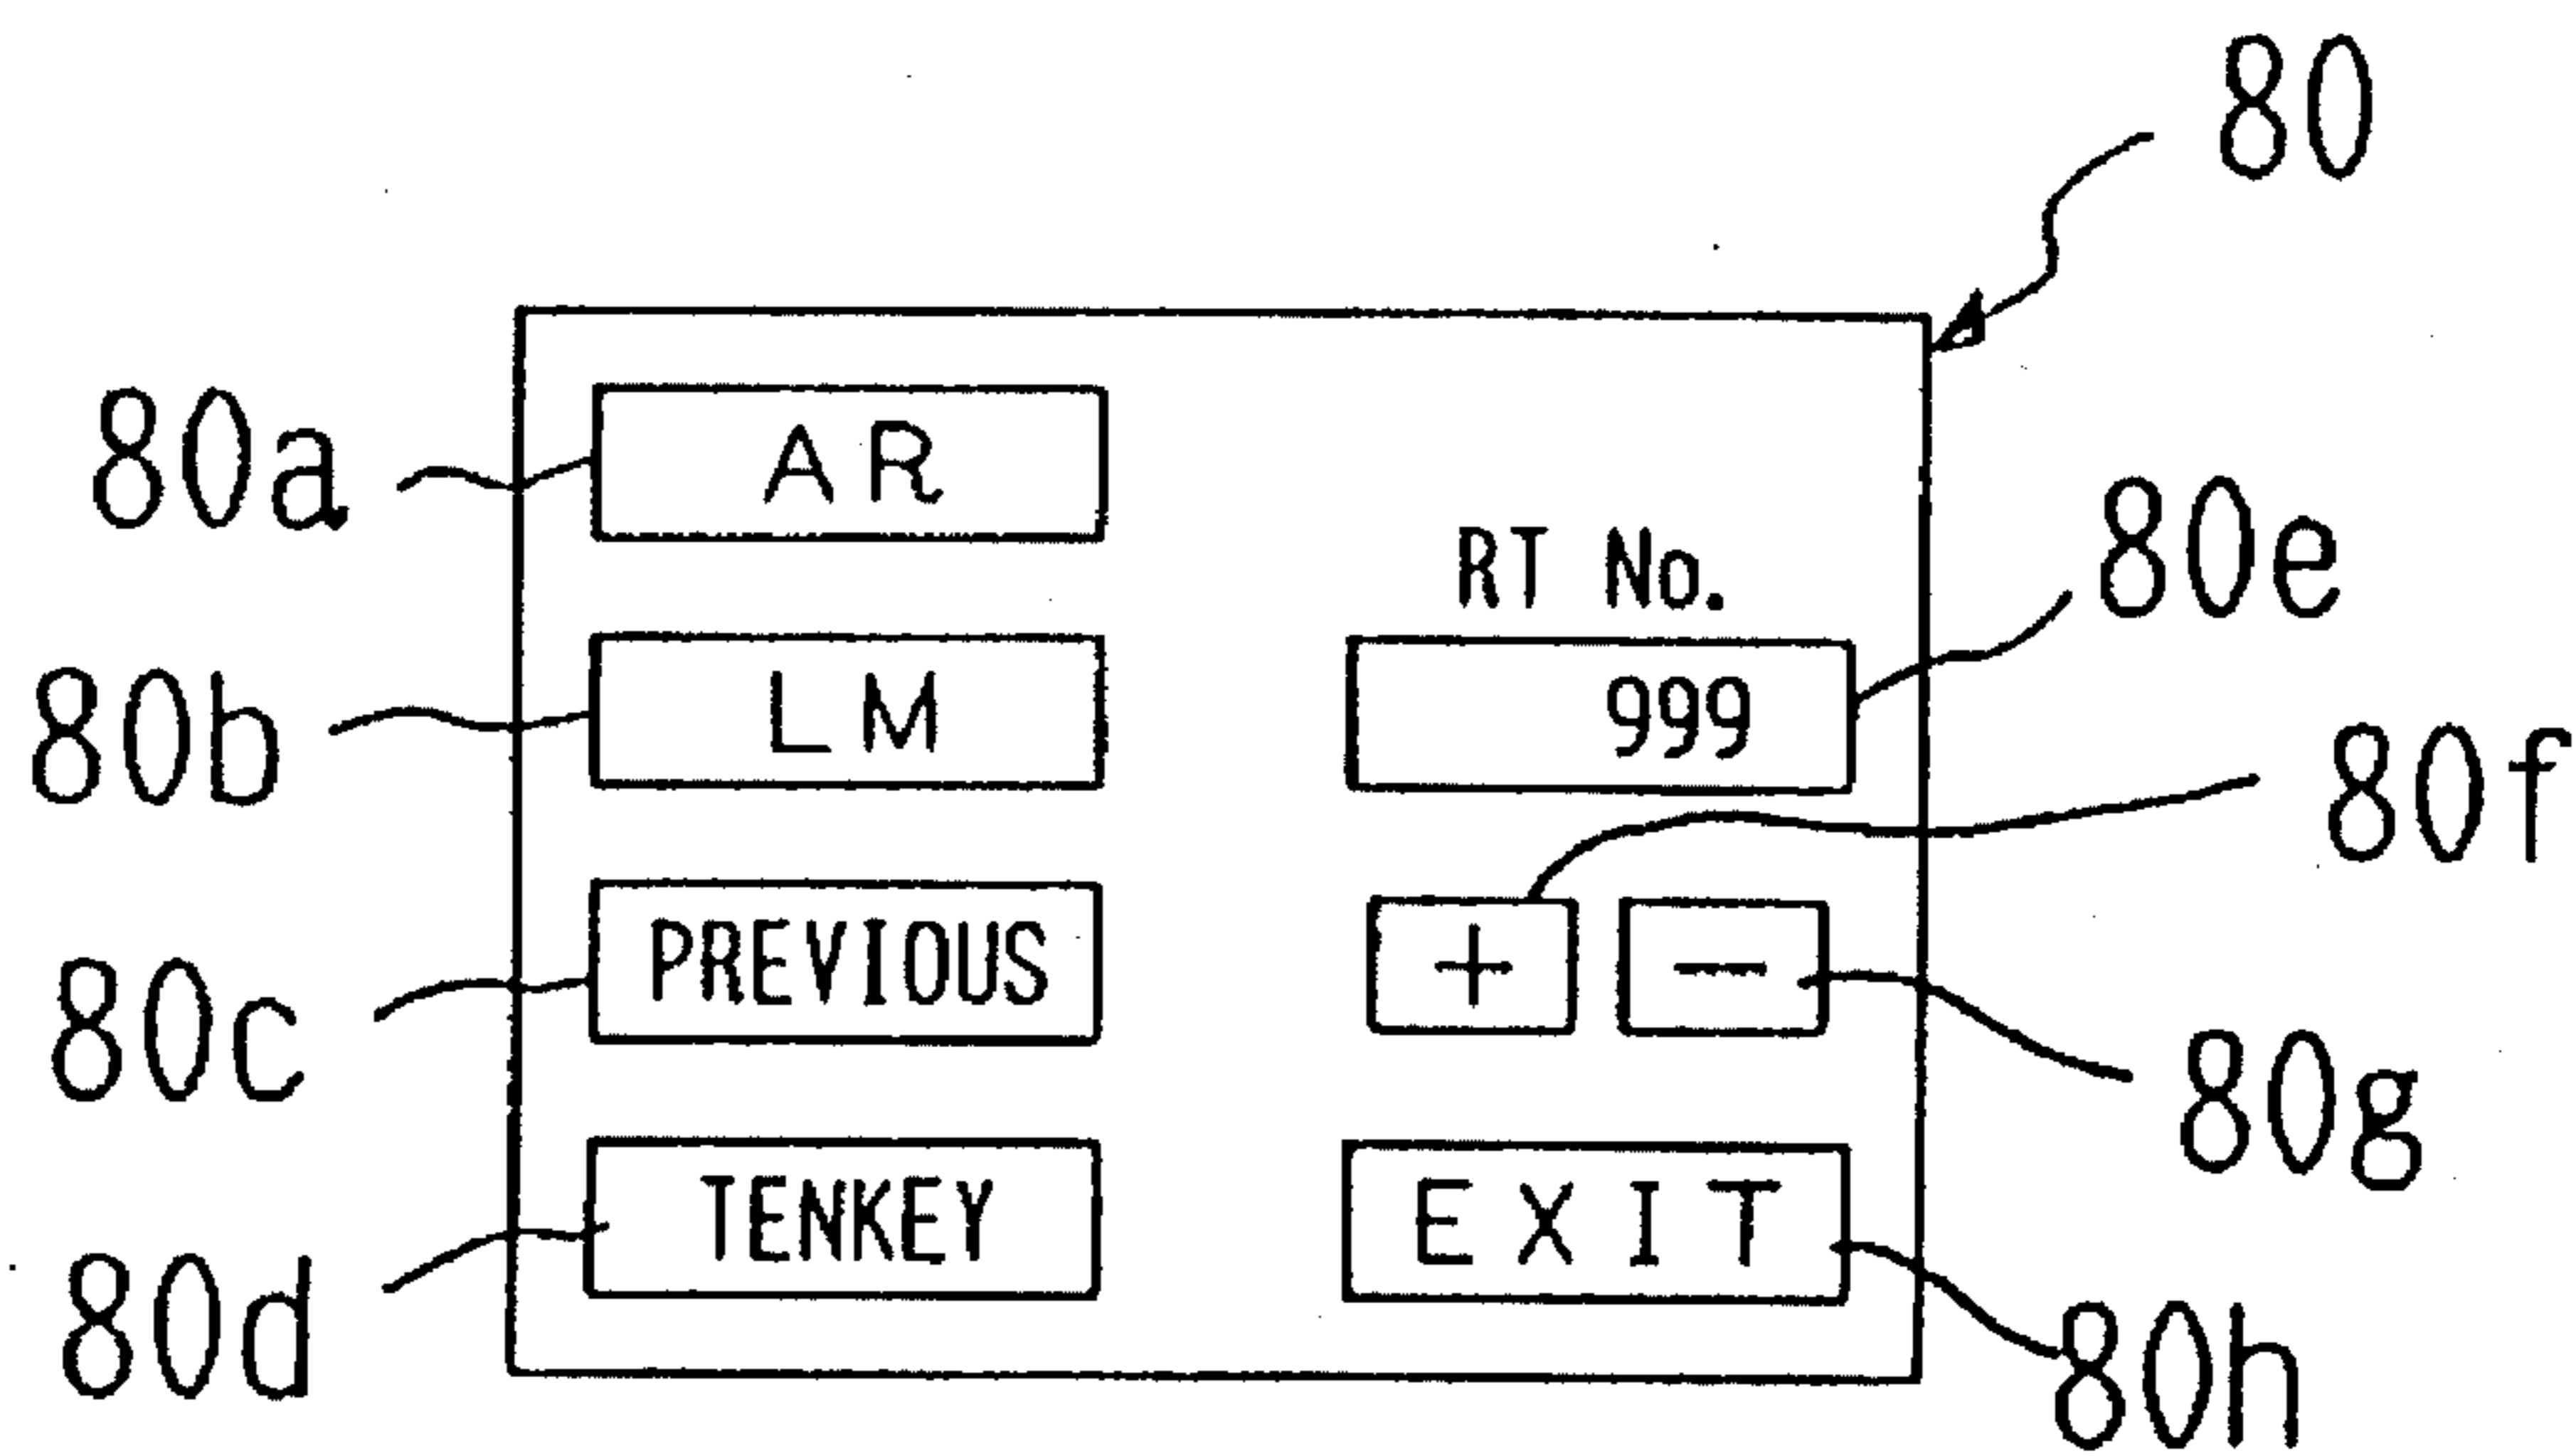 80
80a
AR
RT No.
80e
80b
LM
999
80f
80c
PREVIOUS
+
−
80g
80d
TENKEY
EXIT
80h